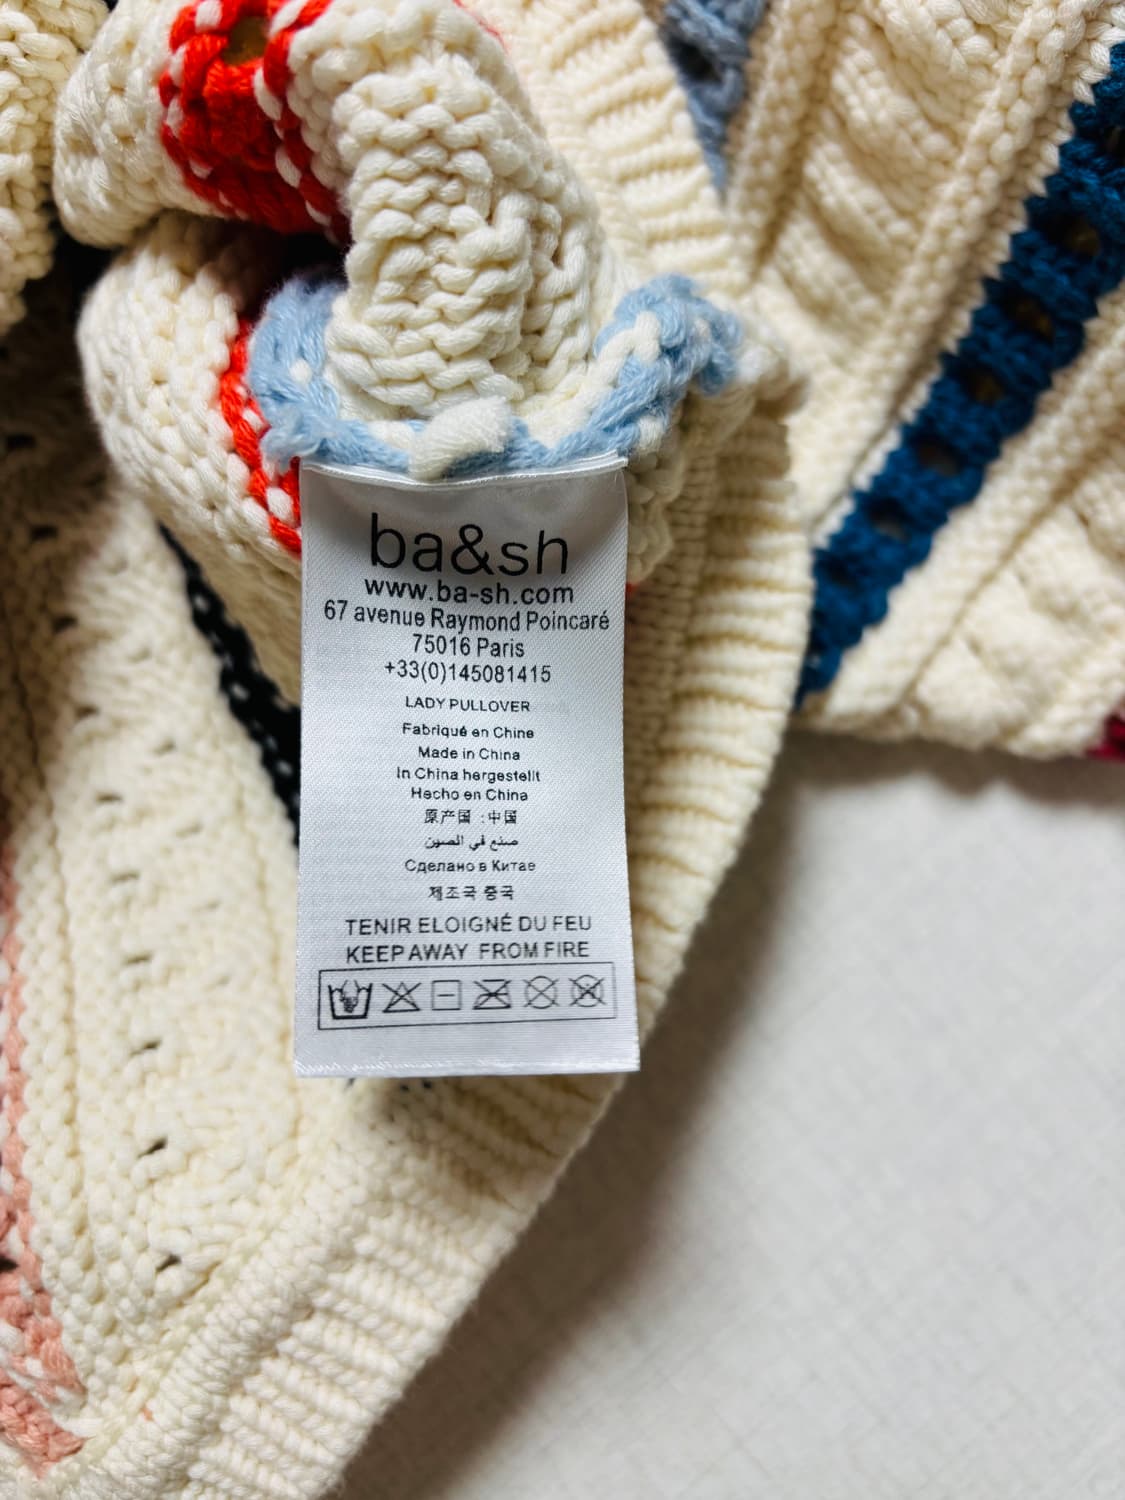 ba&sh
www.ba-sh.com
67 avenue Raymond Poincaré
75016 Paris
+33(0)145081415
LADY PULLOVER
Fabriqué en Chine
Made in China
In China hergestellt
Hecho en China
原产国 :中国
صنع في الصين
Сделано в Китае
제조국 중국
TENIR ELOIGNÉ DU FEU
KEEP AWAY FROM FIRE